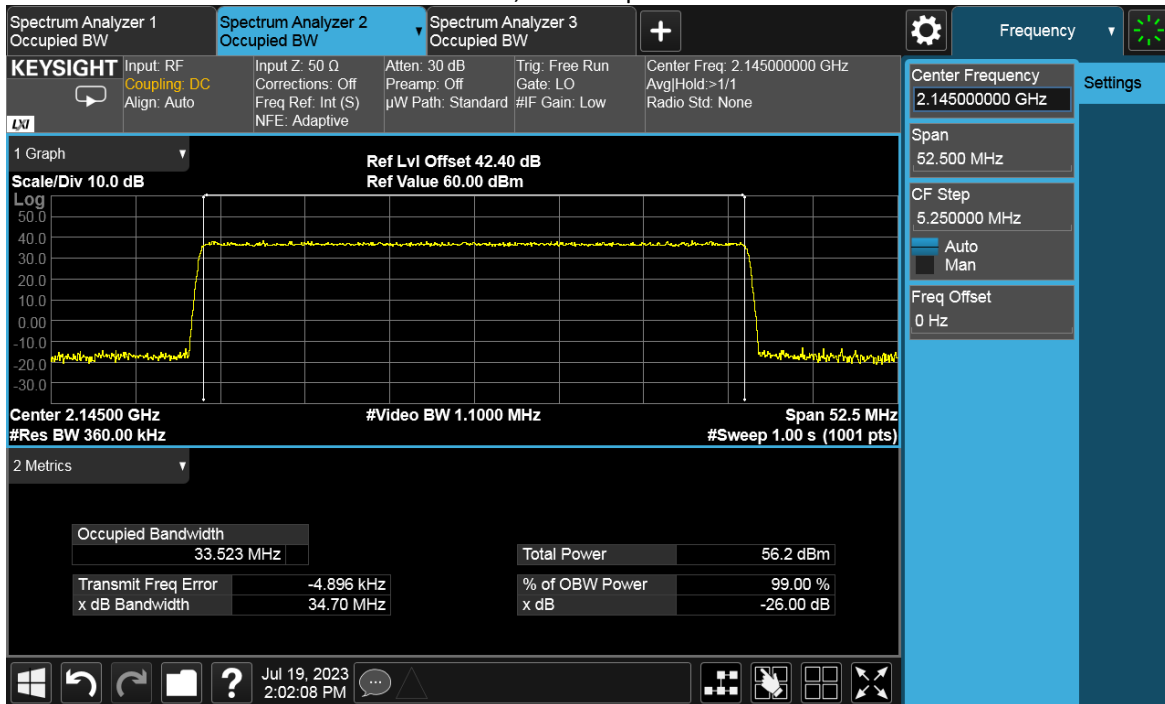 Spectrum Analyzer 1
Occupied BW
Spectrum Analyzer 2
Occupied BW
Spectrum Analyzer 3
Occupied BW
Frequency
KEYSIGHT
LXI
Input: RF
Coupling: DC
Align: Auto
Input Z: 50 Ω
Corrections: Off
Freq Ref: Int (S)
NFE: Adaptive
Atten: 30 dB
Preamp: Off
µW Path: Standard
Trig: Free Run
Gate: LO
#IF Gain: Low
Center Freq: 2.145000000 GHz
Avg|Hold:>1/1
Radio Std: None
Center Frequency
2.145000000 GHz
Settings
Span
52.500 MHz
CF Step
5.250000 MHz
Auto
Man
Freq Offset
0 Hz
1 Graph
Scale/Div 10.0 dB
Ref Lvl Offset 42.40 dB
Ref Value 60.00 dBm
Log
50.0
40.0
30.0
20.0
10.0
0.00
-10.0
-20.0
-30.0
Center 2.14500 GHz
#Video BW 1.1000 MHz
Span 52.5 MHz
#Res BW 360.00 kHz
#Sweep 1.00 s (1001 pts)
2 Metrics
Occupied Bandwidth
33.523 MHz
Total Power 56.2 dBm
Transmit Freq Error -4.896 kHz
% of OBW Power 99.00 %
x dB Bandwidth 34.70 MHz
x dB -26.00 dB
?
Jul 19, 2023
2:02:08 PM